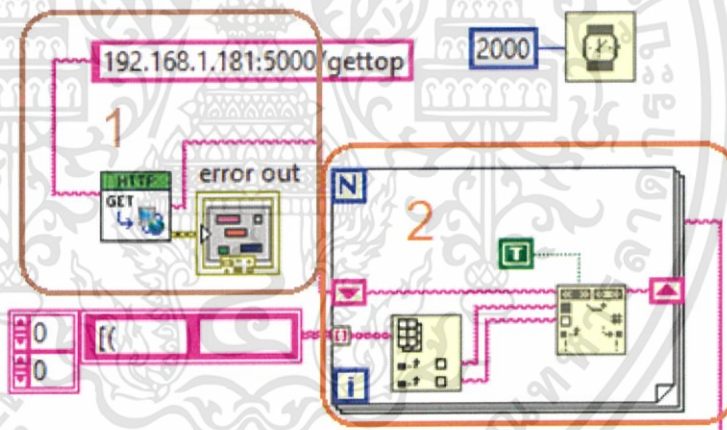 192.168.1.181:5000/gettop
2000
1
HTTP
GET
error out
N
2
T
0
[(
0
i